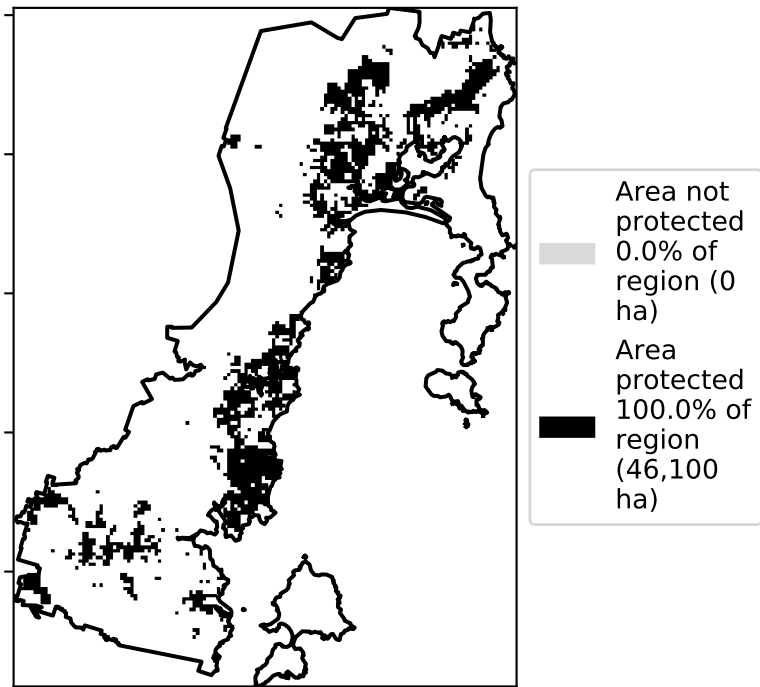 Area not
protected
0.0% of
region (0
ha)
Area
protected
100.0% of
region
(46,100
ha)